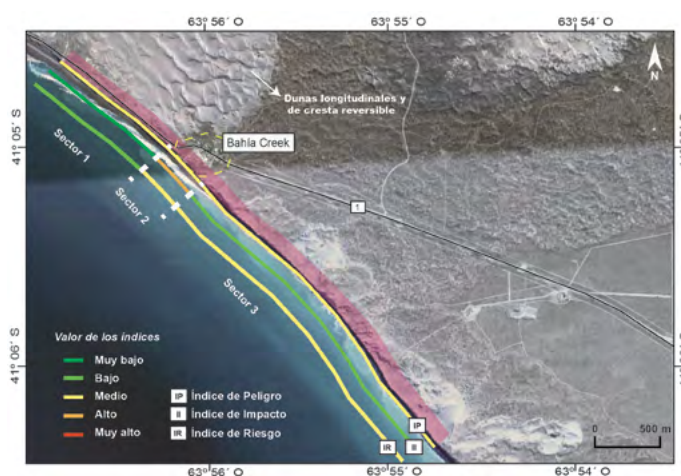 63° 56´ O
63° 55´ O
63° 54´ O
N
Dunas longitudinales y
de cresta reversible
Bahía Creek
41° 05´ S
Sector 1
Sector 2
1
Sector 3
Valor de los índices
Muy bajo
Bajo
Medio
Alto
Muy alto
IP Índice de Peligro
II Índice de Impacto
IR Índice de Riesgo
41° 06´ S
IP
IR
II
0 500 m
63° 56´ O
63° 55´ O
63° 54´ O